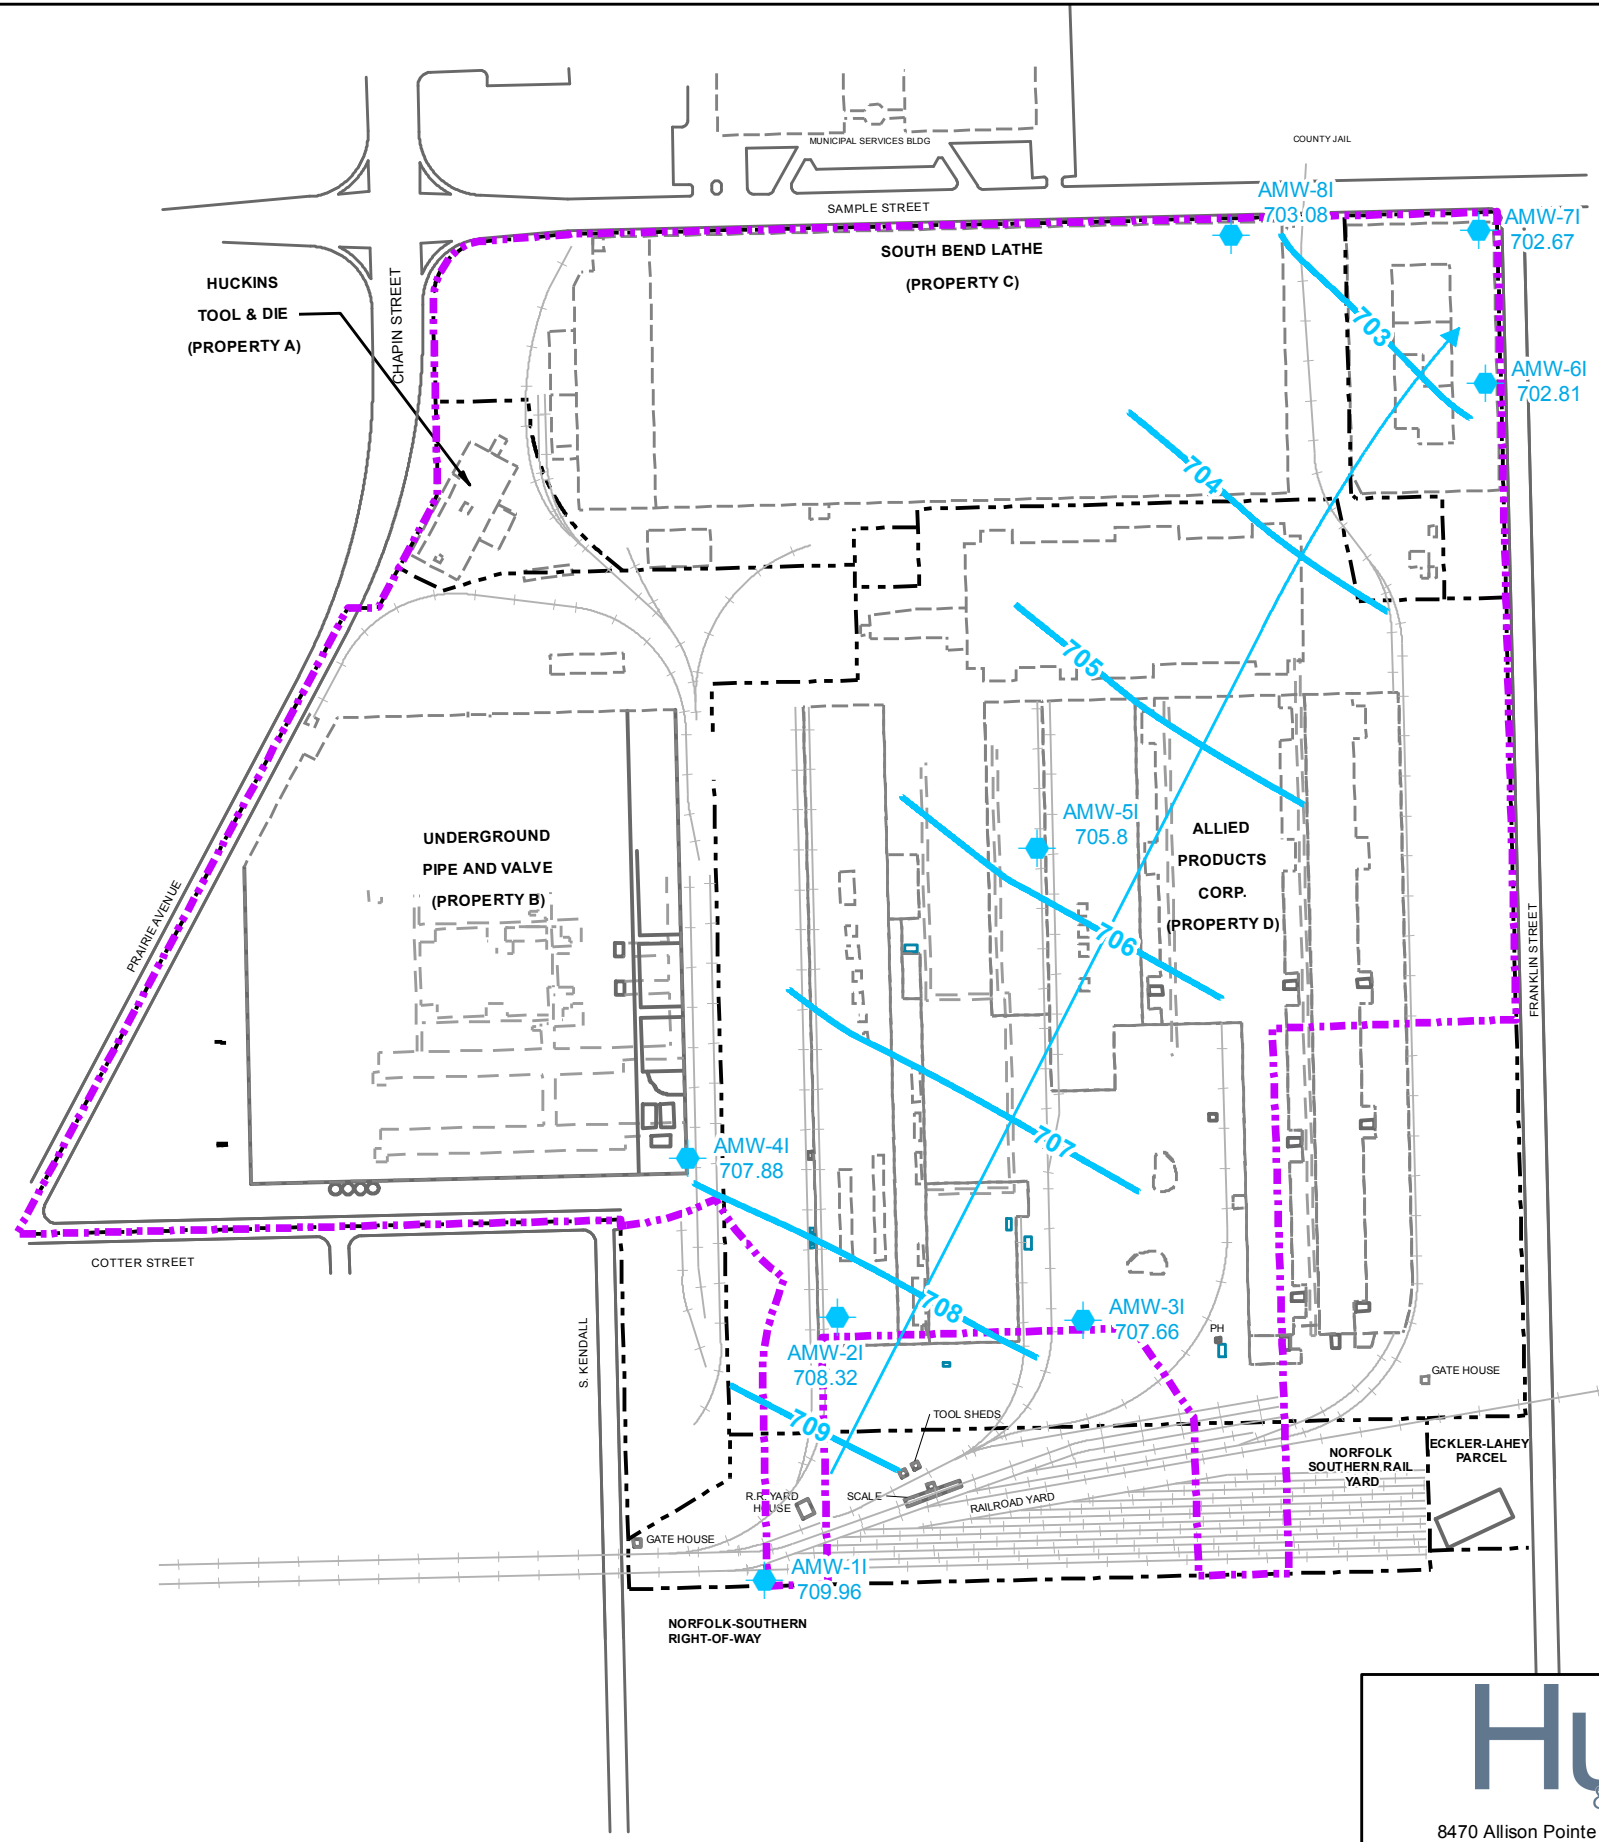 MUNICIPAL SERVICES BLDG
COUNTY JAIL
SAMPLE STREET
AMW-8I
703.08
AMW-7I
702.67
SOUTH BEND LATHE
(PROPERTY C)
HUCKINS
TOOL & DIE
(PROPERTY A)
CHAPIN STREET
703
AMW-6I
702.81
704
705
AMW-5I
705.8
UNDERGROUND
PIPE AND VALVE
(PROPERTY B)
ALLIED
PRODUCTS
CORP.
(PROPERTY D)
PRAIRIE AVENUE
706
FRANKLIN STREET
707
AMW-4I
707.88
COTTER STREET
708
AMW-3I
707.66
PH
S. KENDALL
AMW-2I
708.32
GATE HOUSE
709
TOOL SHEDS
NORFOLK
SOUTHERN RAIL
YARD
ECKLER-LAHEY
PARCEL
R.R. YARD
HOUSE
SCALE
RAILROAD YARD
GATE HOUSE
AMW-1I
709.96
NORFOLK-SOUTHERN
RIGHT-OF-WAY
Hu
8470 Allison Pointe